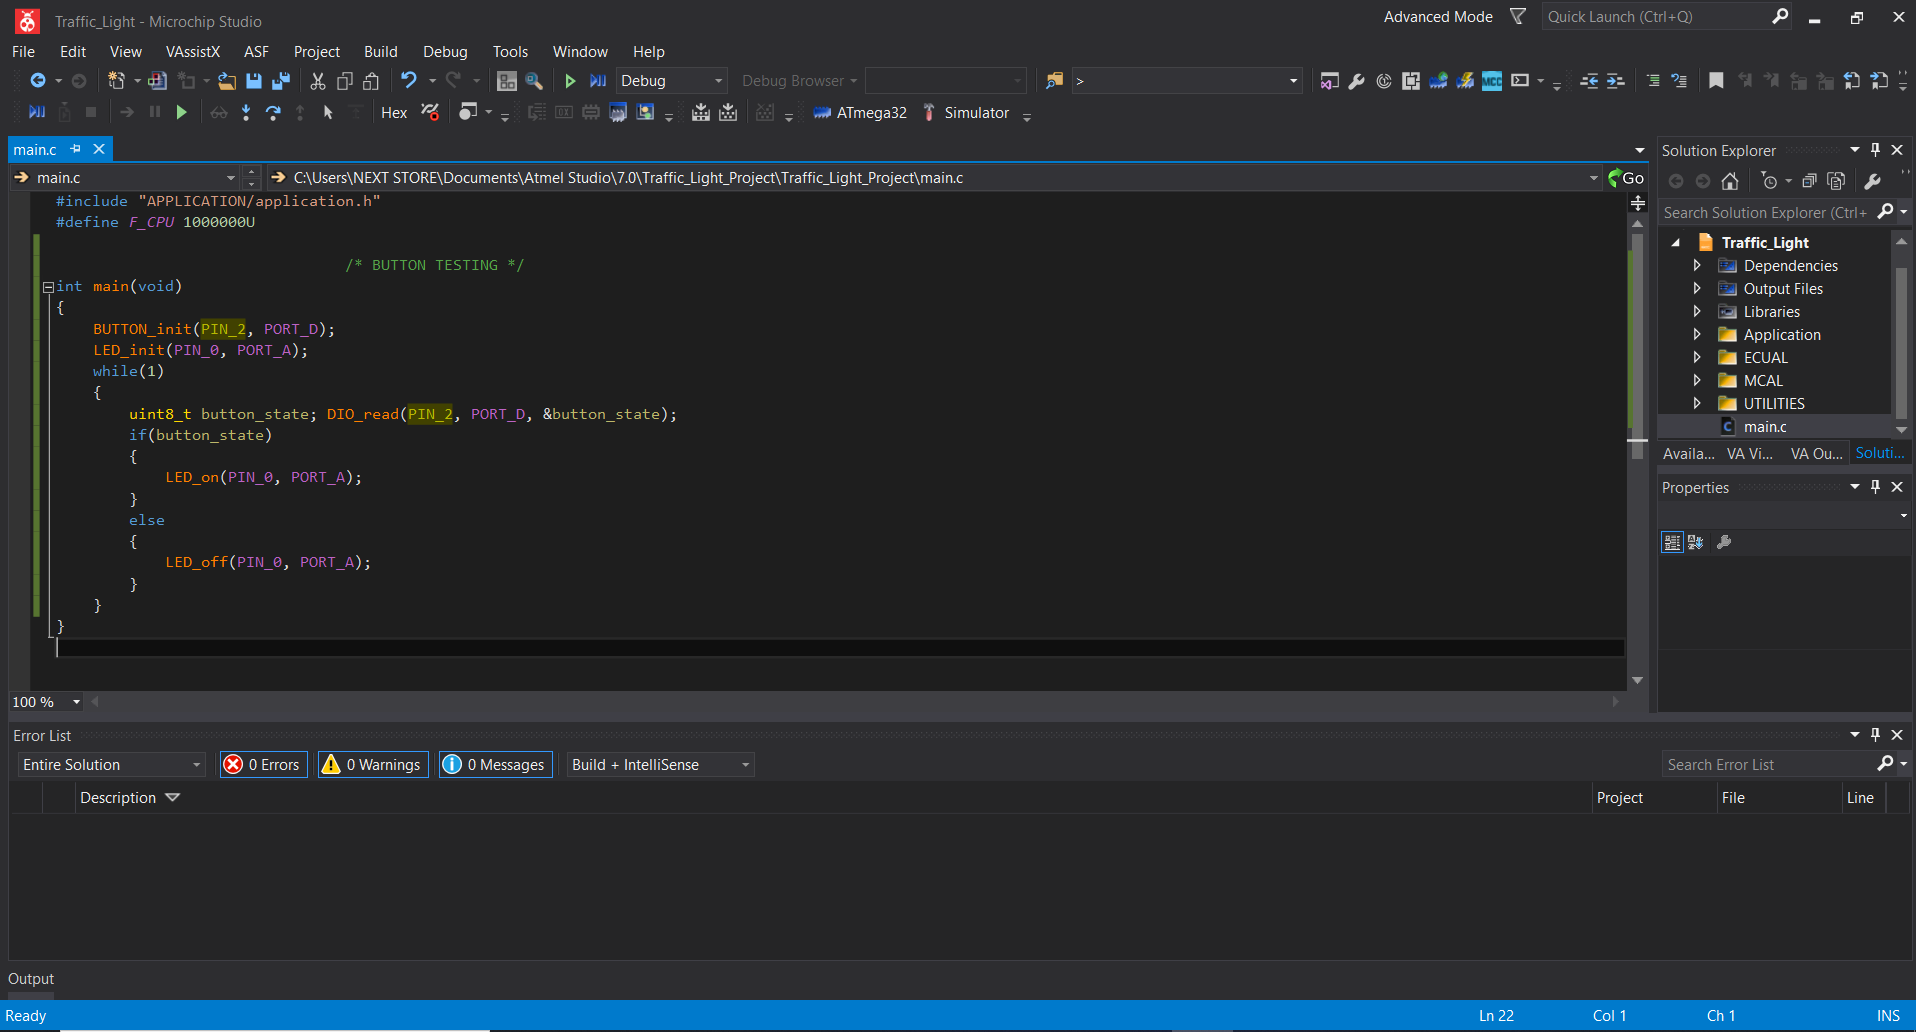 Traffic_Light - Microchip Studio
Advanced Mode
Quick Launch (Ctrl+Q)
File Edit View VAssistX ASF Project Build Debug Tools Window Help
Debug
Debug Browser
>
Hex
ATmega32
Simulator
main.c
main.c
C:\Users\NEXT STORE\Documents\Atmel Studio\7.0\Traffic_Light_Project\Traffic_Light_Project\main.c
Go
#include "APPLICATION/application.h"
#define F_CPU 1000000U
/* BUTTON TESTING */
int main(void)
{
BUTTON_init(PIN_2, PORT_D);
LED_init(PIN_0, PORT_A);
while(1)
{
uint8_t button_state; DIO_read(PIN_2, PORT_D, &button_state);
if(button_state)
{
LED_on(PIN_0, PORT_A);
}
else
{
LED_off(PIN_0, PORT_A);
}
}
}
100 %
Solution Explorer
Search Solution Explorer (Ctrl+
Traffic_Light
Dependencies
Output Files
Libraries
Application
ECUAL
MCAL
UTILITIES
main.c
Availa... VA Vi... VA Ou... Soluti...
Properties
Error List
Entire Solution
0 Errors
0 Warnings
0 Messages
Build + IntelliSense
Search Error List
Description
Project
File
Line
Output
Ready
Ln 22
Col 1
Ch 1
INS